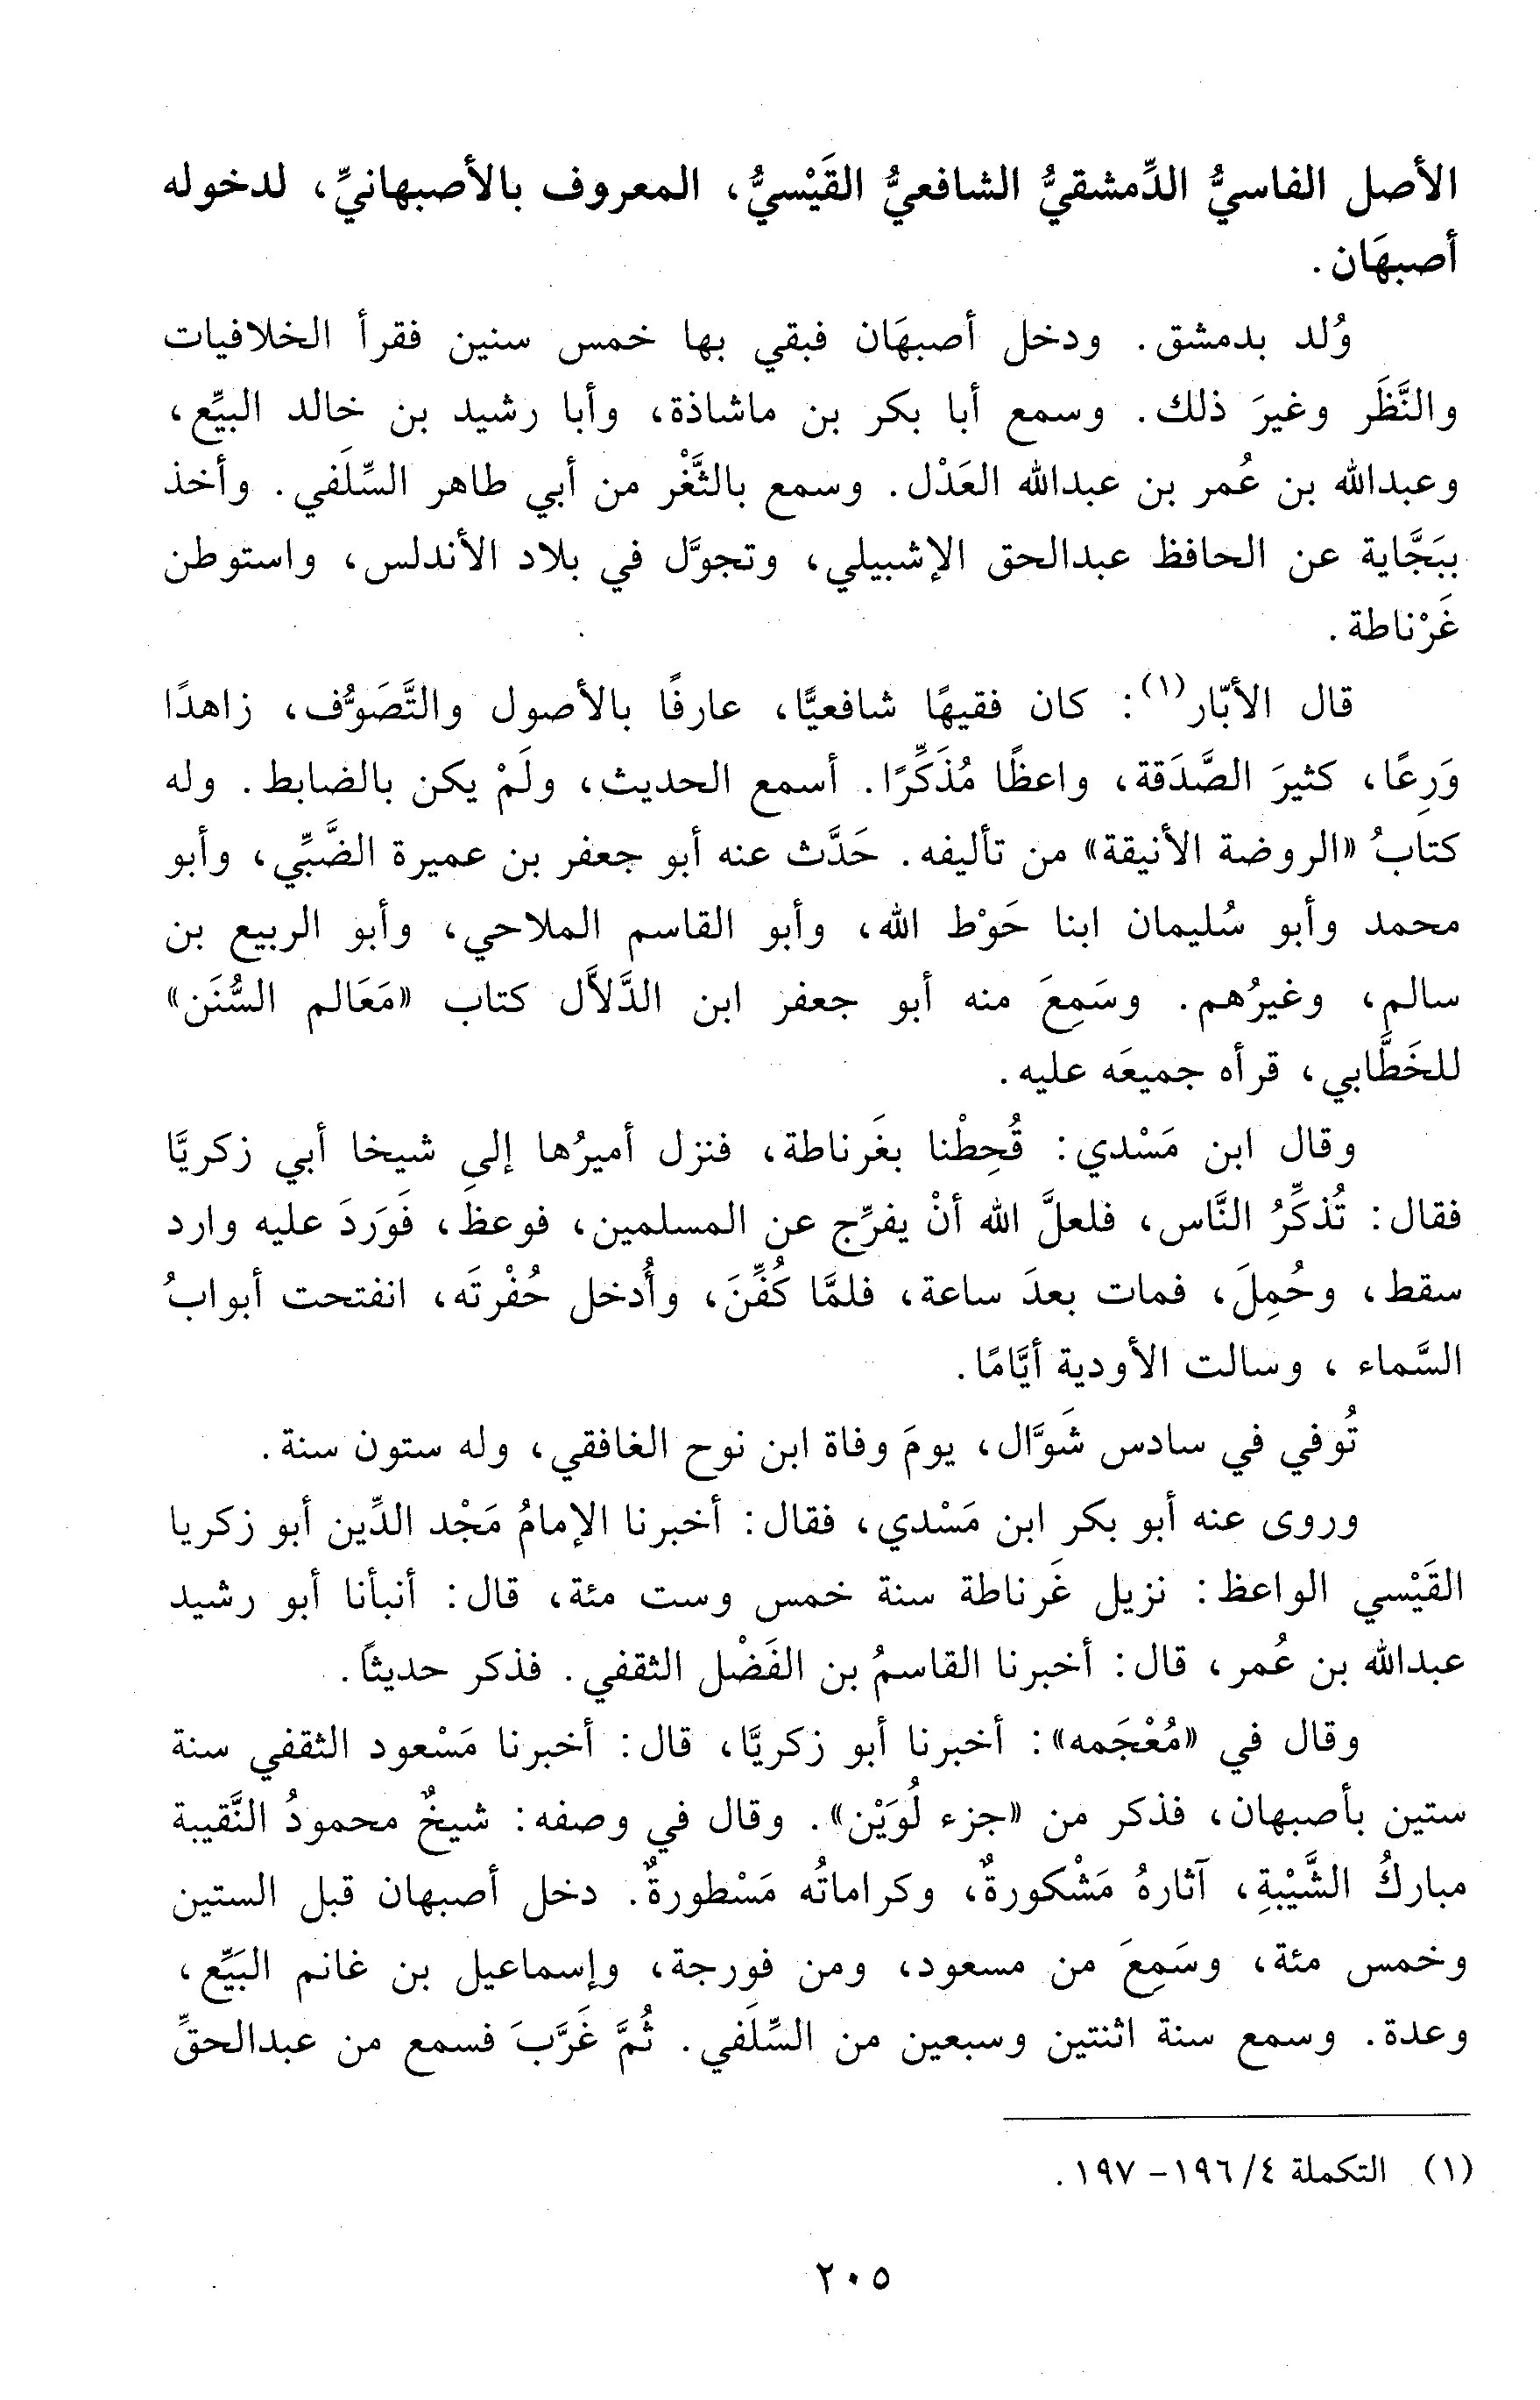 الأصل الفاسيُّ الدِّمشقيُّ الشافعيُّ القَيْسيُّ، المعروف بالأصبهانيِّ، لدخوله
أصبهَان.
وُلد بدمشق. ودخل أصبهَان فبقي بها خمس سنين فقرأ الخلافيات
والنَّظَر وغيرَ ذلك. وسمع أبا بكر بن ماشاذة، وأبا رشيد بن خالد البيِّع،
وعبدالله بن عُمر بن عبدالله العَدْل. وسمع بالثَّغْر من أبي طاهر السِّلَفي. وأخذ
ببَجَّاية عن الحافظ عبدالحق الإشبيلي، وتجوَّل في بلاد الأندلس، واستوطن
غَرْناطة.
قال الأبّار(١): كان فقيهًا شافعيًّا، عارفًا بالأصول والتَّصَوُّف، زاهدًا
وَرِعًا، كثيرَ الصَّدَقة، واعظًا مُذَكِّرًا. أسمع الحديث، ولَمْ يكن بالضابط. وله
كتابُ «الروضة الأنيقة» من تأليفه. حَدَّث عنه أبو جعفر بن عميرة الضَّبِّي، وأبو
محمد وأبو سُليمان ابنا حَوْط الله، وأبو القاسم الملاحي، وأبو الربيع بن
سالم، وغيرُهم. وسَمِعَ منه أبو جعفر ابن الدَّلاَّل كتاب «مَعَالم السُّنَن»
للخَطَّابي، قرأه جميعَه عليه.
وقال ابن مَسْدي: قُحِطْنا بغَرناطة، فنزل أميرُها إلى شيخا أبي زكريَّا
فقال: تُذكِّرُ النَّاس، فلعلَّ الله أنْ يفرِّج عن المسلمين، فوعظَ، فَوَردَ عليه وارد
سقط، وحُمِلَ، فمات بعدَ ساعة، فلمَّا كُفِّنَ، وأُدخل حُفْرتَه، انفتحت أبوابُ
السَّماء ، وسالت الأودية أيَّامًا.
تُوفي في سادس شَوَّال، يومَ وفاة ابن نوح الغافقي، وله ستون سنة.
وروى عنه أبو بكر ابن مَسْدي، فقال: أخبرنا الإمامُ مَجْد الدِّين أبو زكريا
القَيْسي الواعظ: نزيل غَرناطة سنة خمس وست مئة، قال: أنبأنا أبو رشيد
عبدالله بن عُمر، قال: أخبرنا القاسمُ بن الفَضْل الثقفي. فذكر حديثاً.
وقال في «مُعْجَمه»: أخبرنا أبو زكريَّا، قال: أخبرنا مَسْعود الثقفي سنة
ستين بأصبهان، فذكر من «جزء لُوَيْن». وقال في وصفه: شيخٌ محمودُ النَّقيبة
مباركُ الشَّيْبةِ، آثارهُ مَشْكورةٌ، وكراماتُه مَسْطورةٌ. دخل أصبهان قبل الستين
وخمس مئة، وسَمِعَ من مسعود، ومن فورجة، وإسماعيل بن غانم البَيِّع،
وعدة. وسمع سنة اثنتين وسبعين من السِّلَفي. ثُمَّ غَرَّبَ فسمع من عبدالحقِّ
(١) التكملة ٤/ ١٩٦- ١٩٧.
٢٠٥